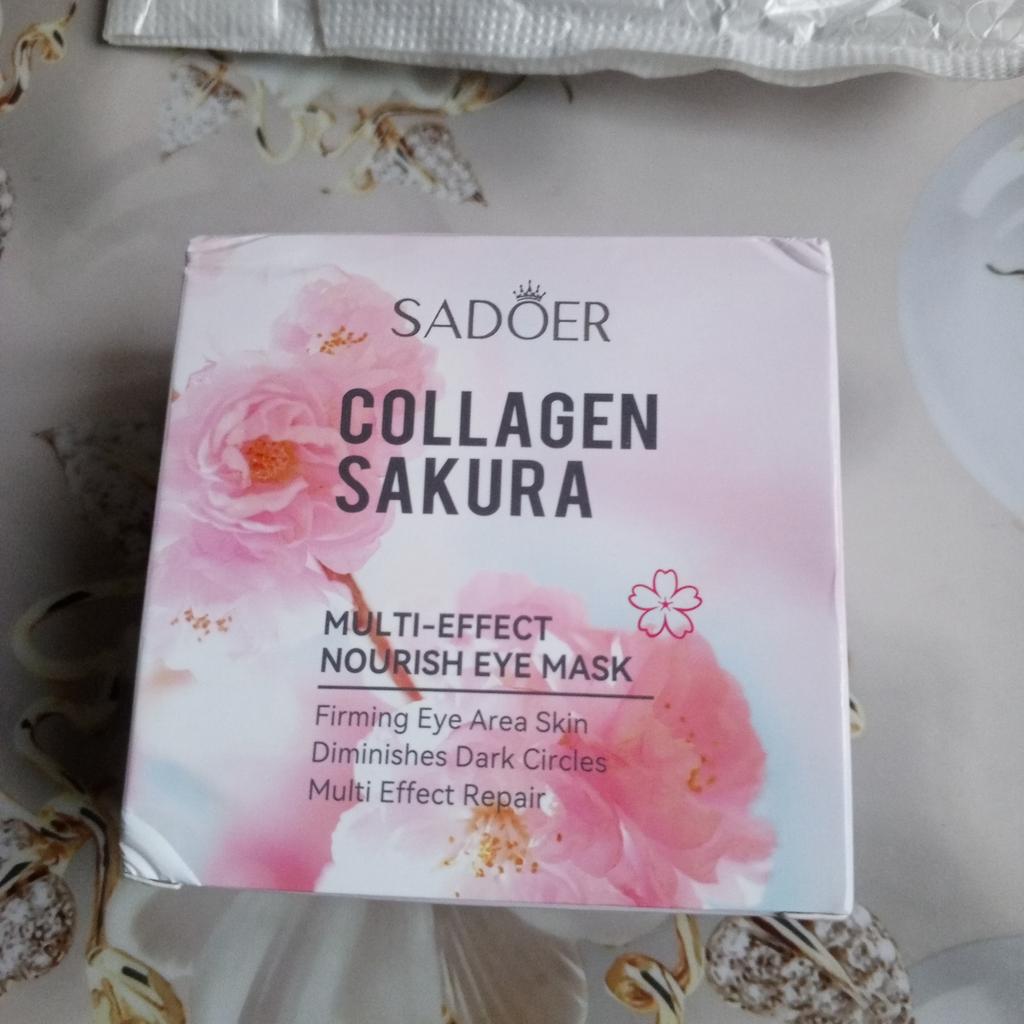 SADOER
COLLAGEN
SAKURA
MULTI-EFFECT
NOURISH EYE MASK
Firming Eye Area Skin
Diminishes Dark Circles
Multi Effect Repair